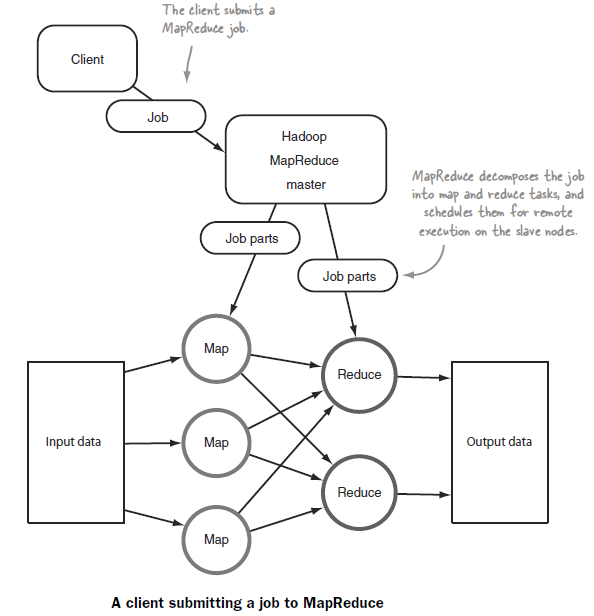 The client submits a
MapReduce job.
Client
Job
Hadoop
MapReduce
master
MapReduce decomposes the job
into map and reduce tasks, and
schedules them for remote
execution on the slave nodes.
Job parts
Job parts
Map
Reduce
Input data
Map
Output data
Reduce
Map
A client submitting a job to MapReduce